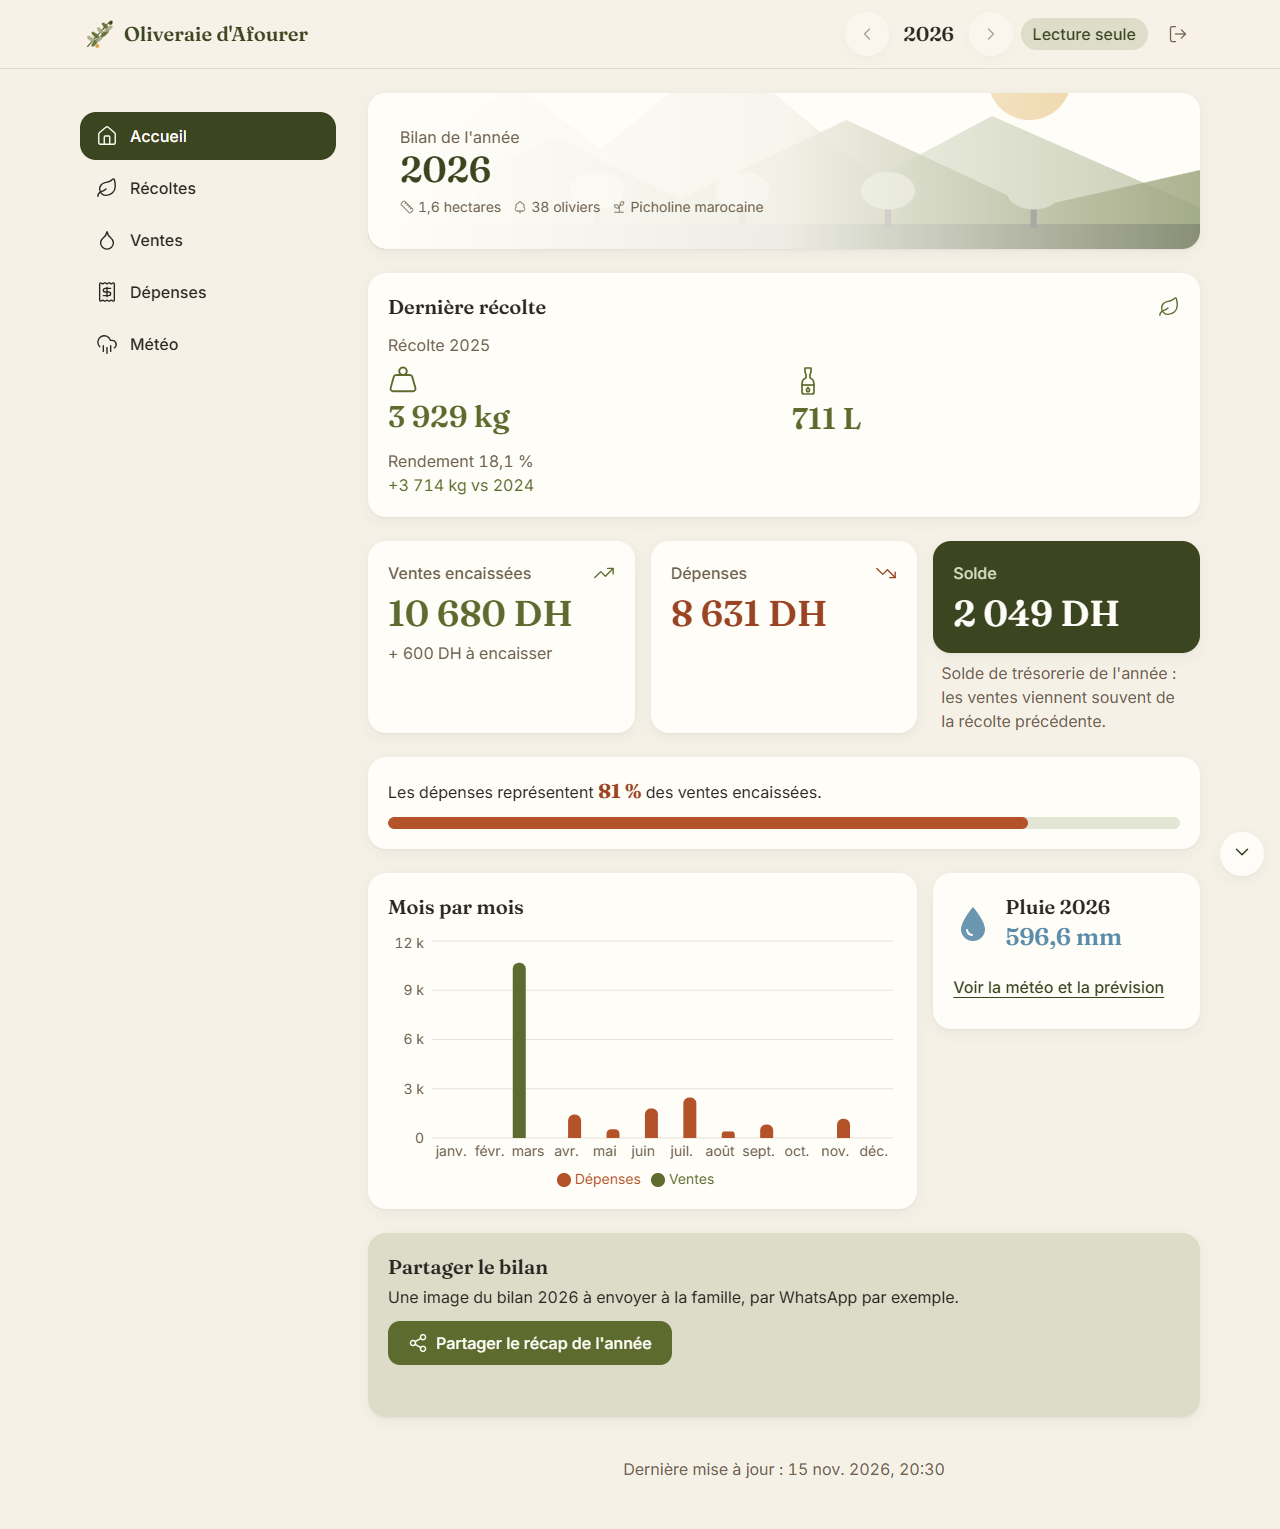 Oliveraie d'Afourer
2026
Lecture seule
Accueil
Récoltes
Ventes
Dépenses
Météo
Bilan de l'année
2026
1,6 hectares
38 oliviers
Picholine marocaine
Dernière récolte
Récolte 2025
3 929 kg
711 L
Rendement 18,1 %
+3 714 kg vs 2024
Ventes encaissées
10 680 DH
+ 600 DH à encaisser
Dépenses
8 631 DH
Solde
2 049 DH
Solde de trésorerie de l'année :
les ventes viennent souvent de
la récolte précédente.
Les dépenses représentent 81 % des ventes encaissées.
Mois par mois
12 k
9 k
6 k
3 k
0
janv. févr. mars avr. mai juin juil. août sept. oct. nov. déc.
Dépenses Ventes
Pluie 2026
596,6 mm
Voir la météo et la prévision
Partager le bilan
Une image du bilan 2026 à envoyer à la famille, par WhatsApp par exemple.
Partager le récap de l'année
Dernière mise à jour : 15 nov. 2026, 20:30